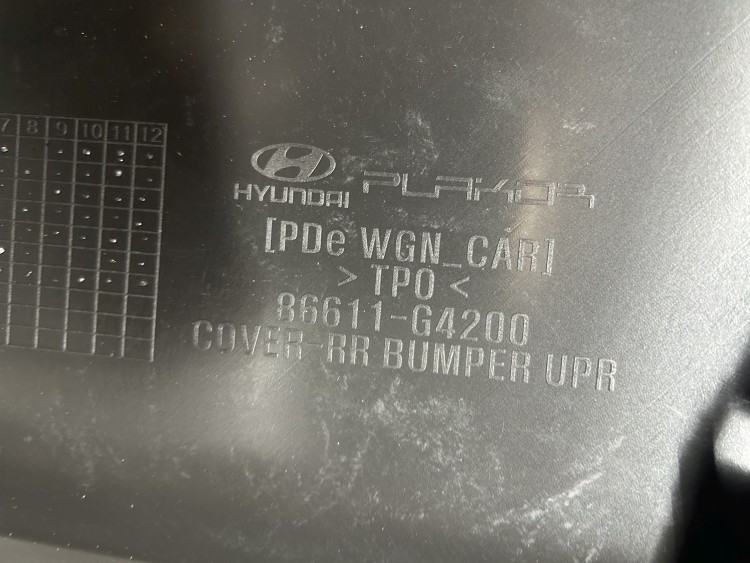 7 8 9 10 11 12
HYUNDAI PLAKOR
[PDe WGN_CAR]
> TPO <
86611-G4200
COVER-RR BUMPER UPR